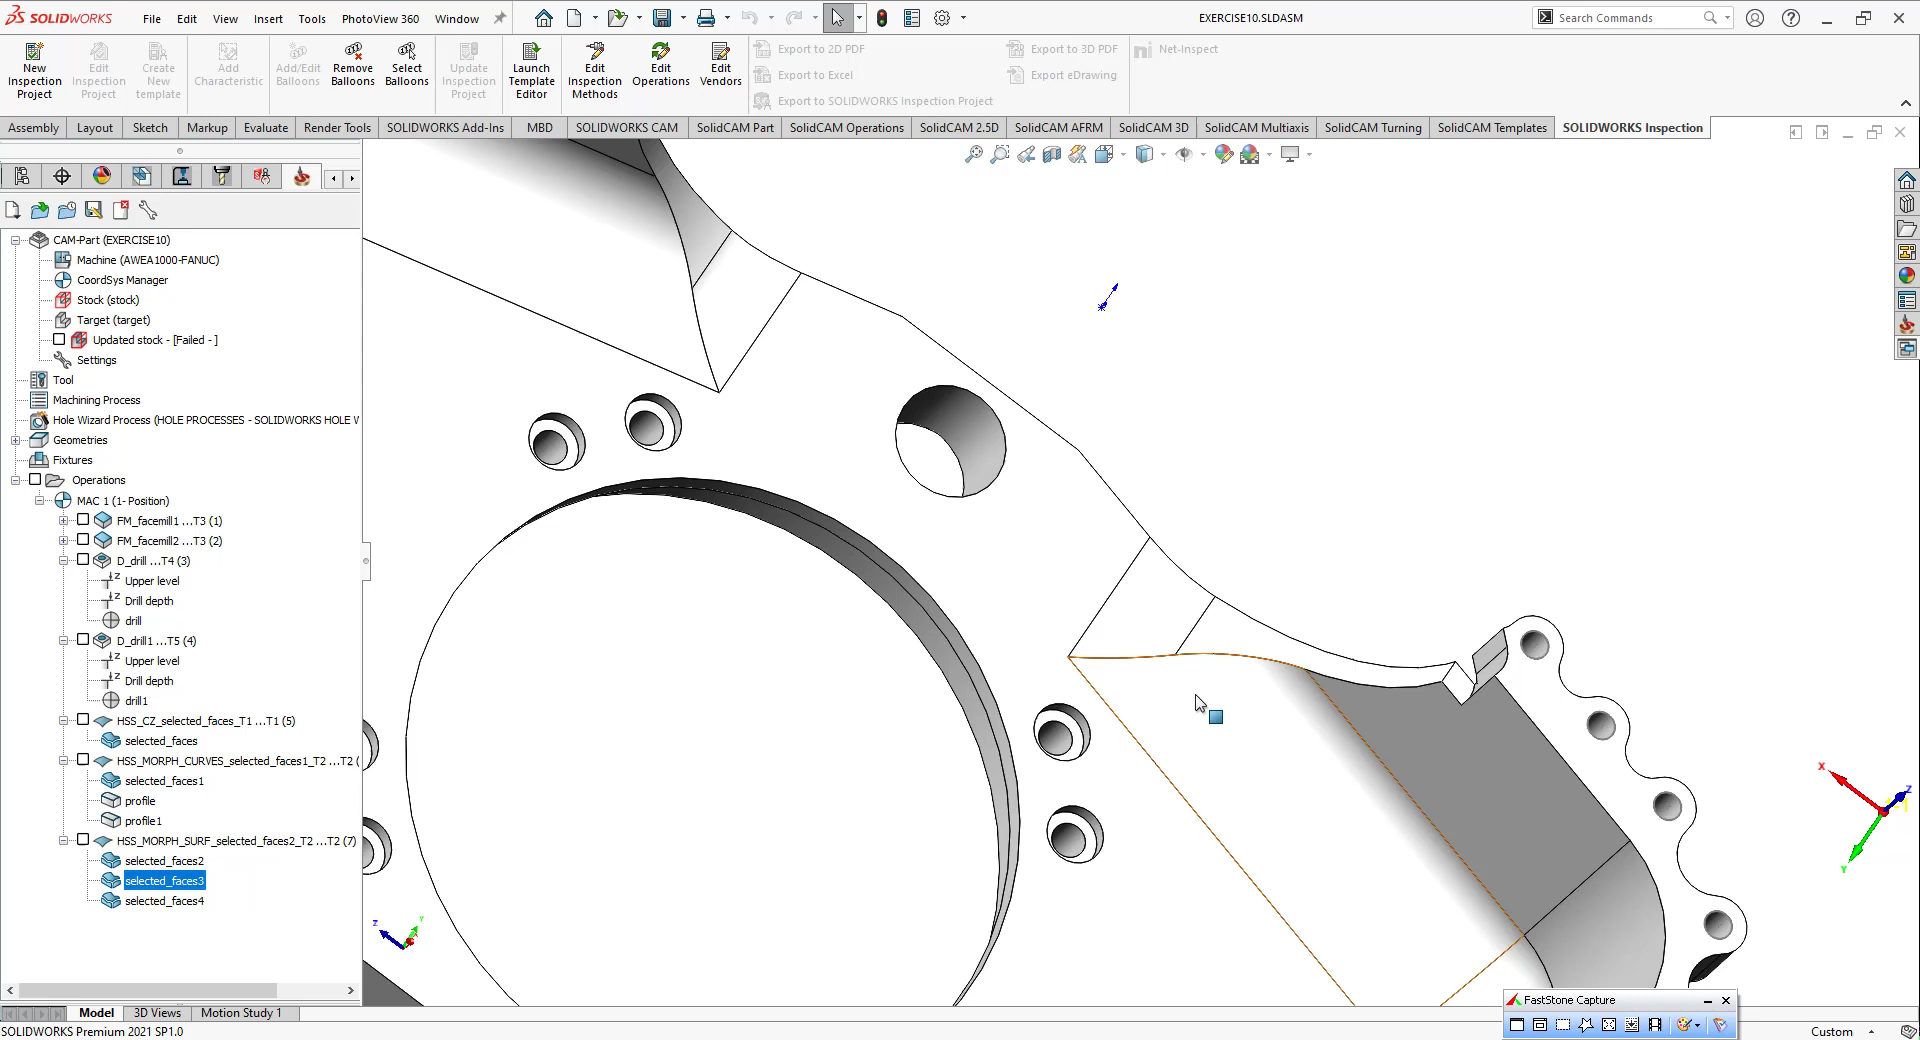 SOLIDWORKS File Edit View Insert Tools PhotoView 360 Window EXERCISE10.SLDASM Search Commands
New Inspection Project
Edit Inspection Project
Create New template
Add Characteristic
Add/Edit Balloons
Remove Balloons
Select Balloons
Update Inspection Project
Launch Template Editor
Edit Inspection Methods
Edit Operations
Edit Vendors
Export to 2D PDF
Export to Excel
Export to SOLIDWORKS Inspection Project
Export to 3D PDF
Export eDrawing
Net-Inspect
Assembly Layout Sketch Markup Evaluate Render Tools SOLIDWORKS Add-Ins MBD SOLIDWORKS CAM SolidCAM Part SolidCAM Operations SolidCAM 2.5D SolidCAM AFRM SolidCAM 3D SolidCAM Multiaxis SolidCAM Turning SolidCAM Templates SOLIDWORKS Inspection
CAM-Part (EXERCISE10)
Machine (AWEA1000-FANUC)
CoordSys Manager
Stock (stock)
Target (target)
Updated stock - [Failed - ]
Settings
Tool
Machining Process
Hole Wizard Process (HOLE PROCESSES - SOLIDWORKS HOLE W
Geometries
Fixtures
Operations
MAC 1 (1- Position)
FM_facemill1 ...T3 (1)
FM_facemill2 ...T3 (2)
D_drill ...T4 (3)
Upper level
Drill depth
drill
D_drill1 ...T5 (4)
Upper level
Drill depth
drill1
HSS_CZ_selected_faces_T1 ...T1 (5)
selected_faces
HSS_MORPH_CURVES_selected_faces1_T2 ...T2 (
selected_faces1
profile
profile1
HSS_MORPH_SURF_selected_faces2_T2 ...T2 (7)
selected_faces2
selected_faces3
selected_faces4
Z Y
X Z
Y
FastStone Capture
Model 3D Views Motion Study 1
SOLIDWORKS Premium 2021 SP1.0 Custom